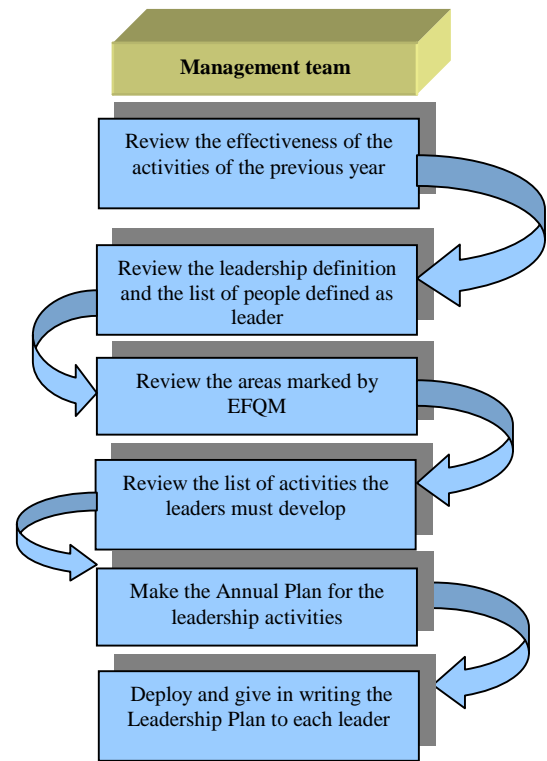 Management team
Review the effectiveness of the
activities of the previous year
Review the leadership definition
and the list of people defined as
leader
Review the areas marked by
EFQM
Review the list of activities the
leaders must develop
Make the Annual Plan for the
leadership activities
Deploy and give in writing the
Leadership Plan to each leader